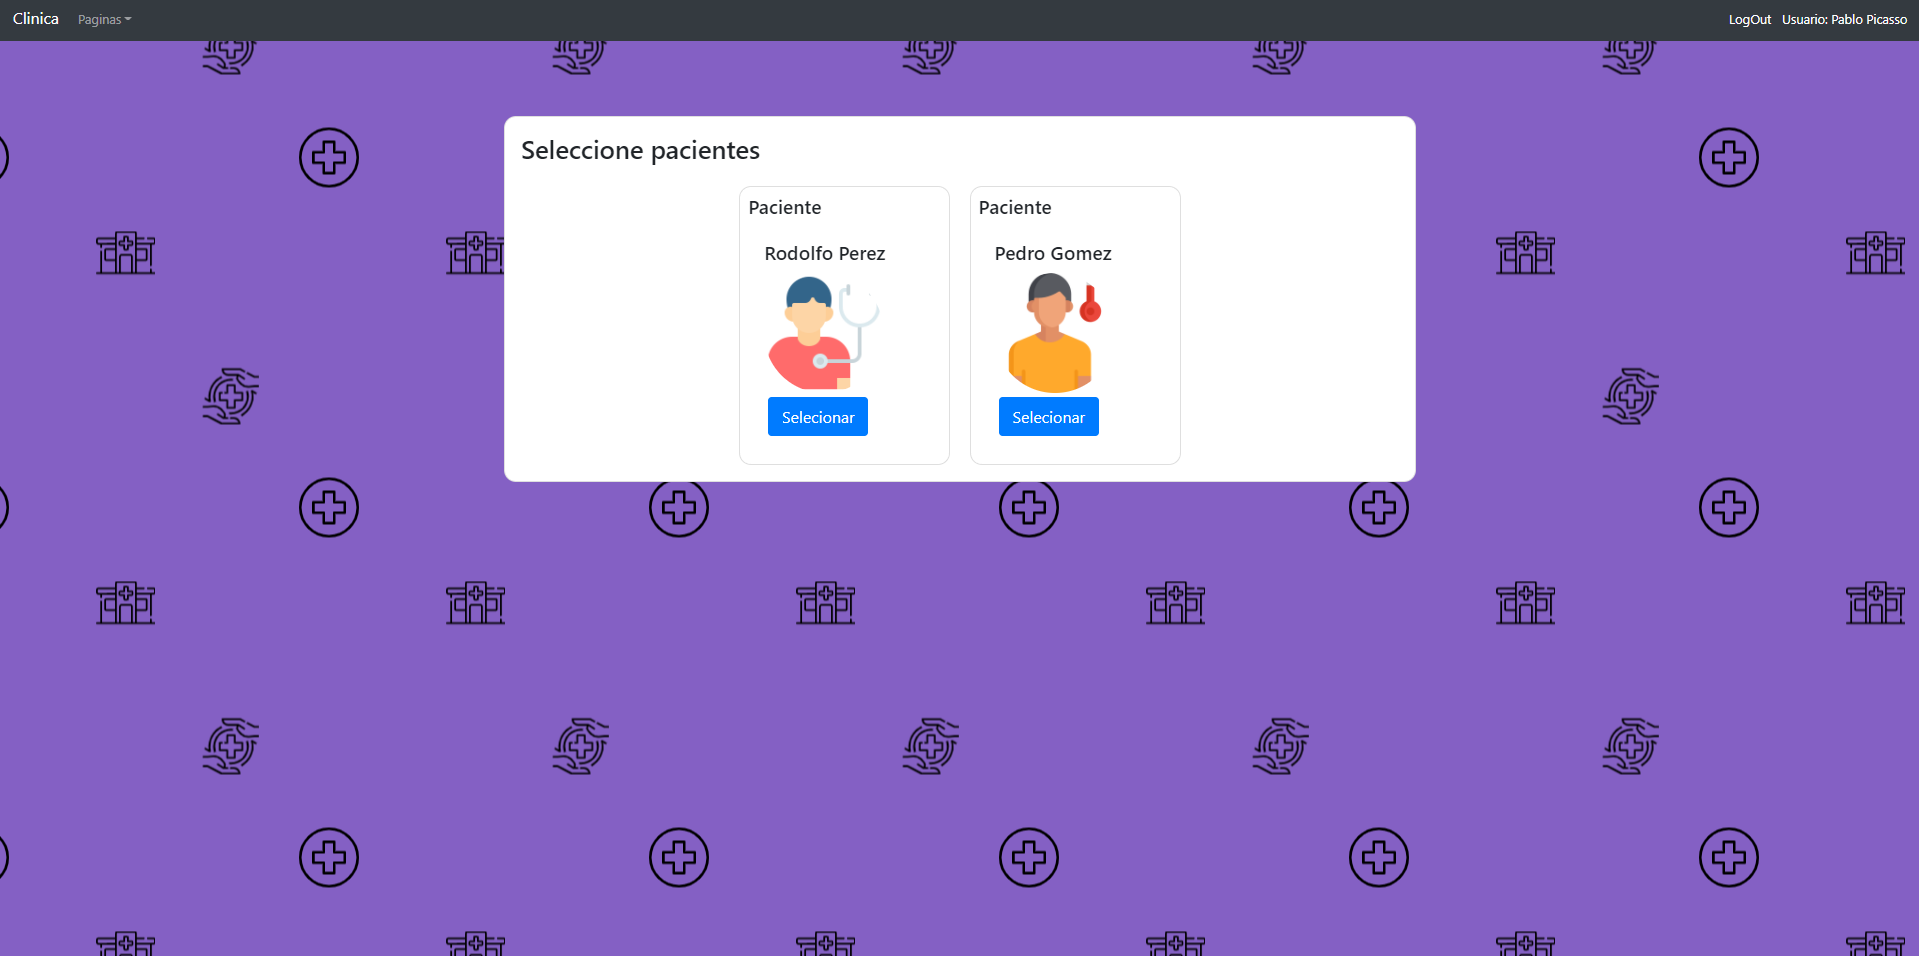 Clinica Paginas LogOut Usuario: Pablo Picasso
Seleccione pacientes
Paciente
Rodolfo Perez
Selecionar
Paciente
Pedro Gomez
Selecionar